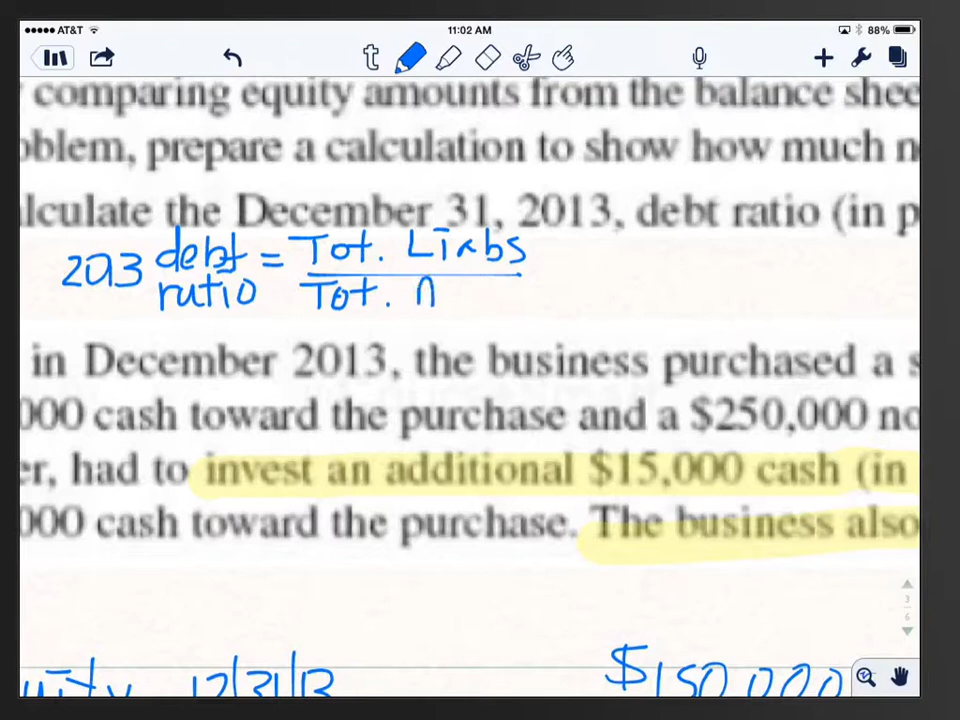 AT&T 11:02 AM 88%
t
comparing equity amounts from the balance shee
oblem, prepare a calculation to show how much n
lculate the December 31, 2013, debt ratio (in p
2013 debt ratio = Tot. Liabs
Tot.
in December 2013, the business purchased a s
000 cash toward the purchase and a $250,000 no
er, had to invest an additional $15,000 cash (in
000 cash toward the purchase. The business also
3
6
uity 12/31/13 $150,000